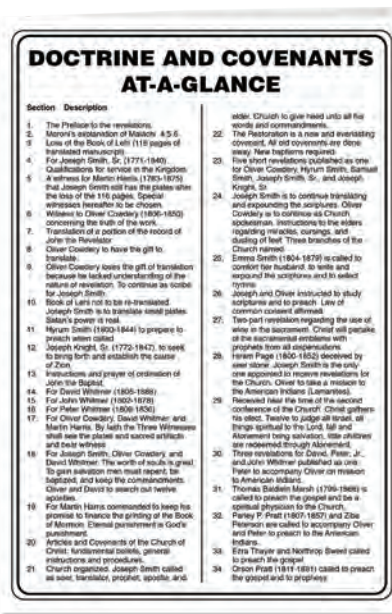 DOCTRINE AND COVENANTS
AT-A-GLANCE
Section Description
1. The Preface to the revelations.
2. Moroni's explanation of Malachi 4:5-6
3. Loss of the Book of Lehi (116 pages of
translated manuscript)
4. For Joseph Smith, Sr. (1771-1840)
Qualifications for service in the Kingdom
5. A witness for Martin Harris (1783-1875)
that Joseph Smith still has the plates after
the loss of the 116 pages. Special
witnesses hereafter to be chosen.
6. Witness to Oliver Cowdery (1806-1850)
concerning the truth of the work.
7. Translation of a portion of the record of
John the Revelator
8. Oliver Cowdery to have the gift to
translate.
9. Oliver Cowdery loses the gift of translation
because he lacked understanding of the
nature of revelation. To continue as scribe
for Joseph Smith.
10. Book of Lehi not to be re-translated.
Joseph Smith is to translate small plates.
Satan's power is real.
11. Hyrum Smith (1800-1844) to prepare to
preach when called
12. Joseph Knight, Sr. (1772-1847), to seek
to bring forth and establish the cause
of Zion.
13. Instructions and prayer of ordination of
John the Baptist.
14. For David Whitmer (1805-1888)
15. For John Whitmer (1802-1878)
16. For Peter Whitmer (1809-1836)
17. For Oliver Cowdery, David Whitmer, and
Martin Harris. By faith the Three Witnesses
shall see the plates and sacred artifacts
and bear witness
18. For Joseph Smith, Oliver Cowdery, and
David Whitmer. The worth of souls is great.
To gain salvation men must repent, be
baptized, and keep the commandments.
Oliver and David to search out twelve
apostles.
19. For Martin Harris commanded to keep his
promise to finance the printing of the Book
of Mormon. Eternal punishment is God's
punishment.
20. Articles and Covenants of the Church of
Christ: fundamental beliefs, general
instructions and procedures.
21. Church organized. Joseph Smith called
as seer, translator, prophet, apostle, and
elder. Church to give heed unto all his
words and commandments.
22. The Restoration is a new and everlasting
covenant. All old covenants are done
away. New baptisms required.
23. Five short revelations published as one
for Oliver Cowdery, Hyrum Smith, Samuel
Smith, Joseph Smith, Sr., and Joseph
Knight, Sr.
24. Joseph Smith is to continue translating
and expounding the scriptures. Oliver
Cowdery is to continue as Church
spokesman. Instructions to the elders
regarding miracles, cursings, and
dusting of feet. Three branches of the
Church named.
25. Emma Smith (1804-1879) is called to
comfort her husband, to write and
expound the scriptures and to select
hymns.
26. Joseph and Oliver instructed to study
scriptures and to preach. Law of
common consent affirmed.
27. Two-part revelation regarding the use of
wine in the sacrament. Christ will partake
of the sacramental emblems with
prophets from all dispensations.
28. Hiram Page (1800-1852) deceived by
seer stone. Joseph Smith is the only
one appointed to receive revelations for
the Church. Oliver to take a mission to
the American Indians (Lamanites).
29. Received near the time of the second
conference of the Church. Christ gathers
his elect. Twelve to judge all Israel, all
things spiritual to the Lord, fall and
Atonement being salvation, little children
are redeemed through Atonement.
30. Three revelations for David, Peter, Jr.,
and John Whitmer published as one.
Peter to accompany Oliver on mission
to American Indians.
31. Thomas Baldwin Marsh (1799-1866) is
called to preach the gospel and be a
spiritual physician to the Church.
32. Parley P. Pratt (1807-1857) and Ziba
Peterson are called to accompany Oliver
and Peter to preach to the American
Indians.
33. Ezra Thayer and Northrop Sweet called
to preach the gospel
34. Orson Pratt (1811-1881) called to preach
the gospel and to prophesy